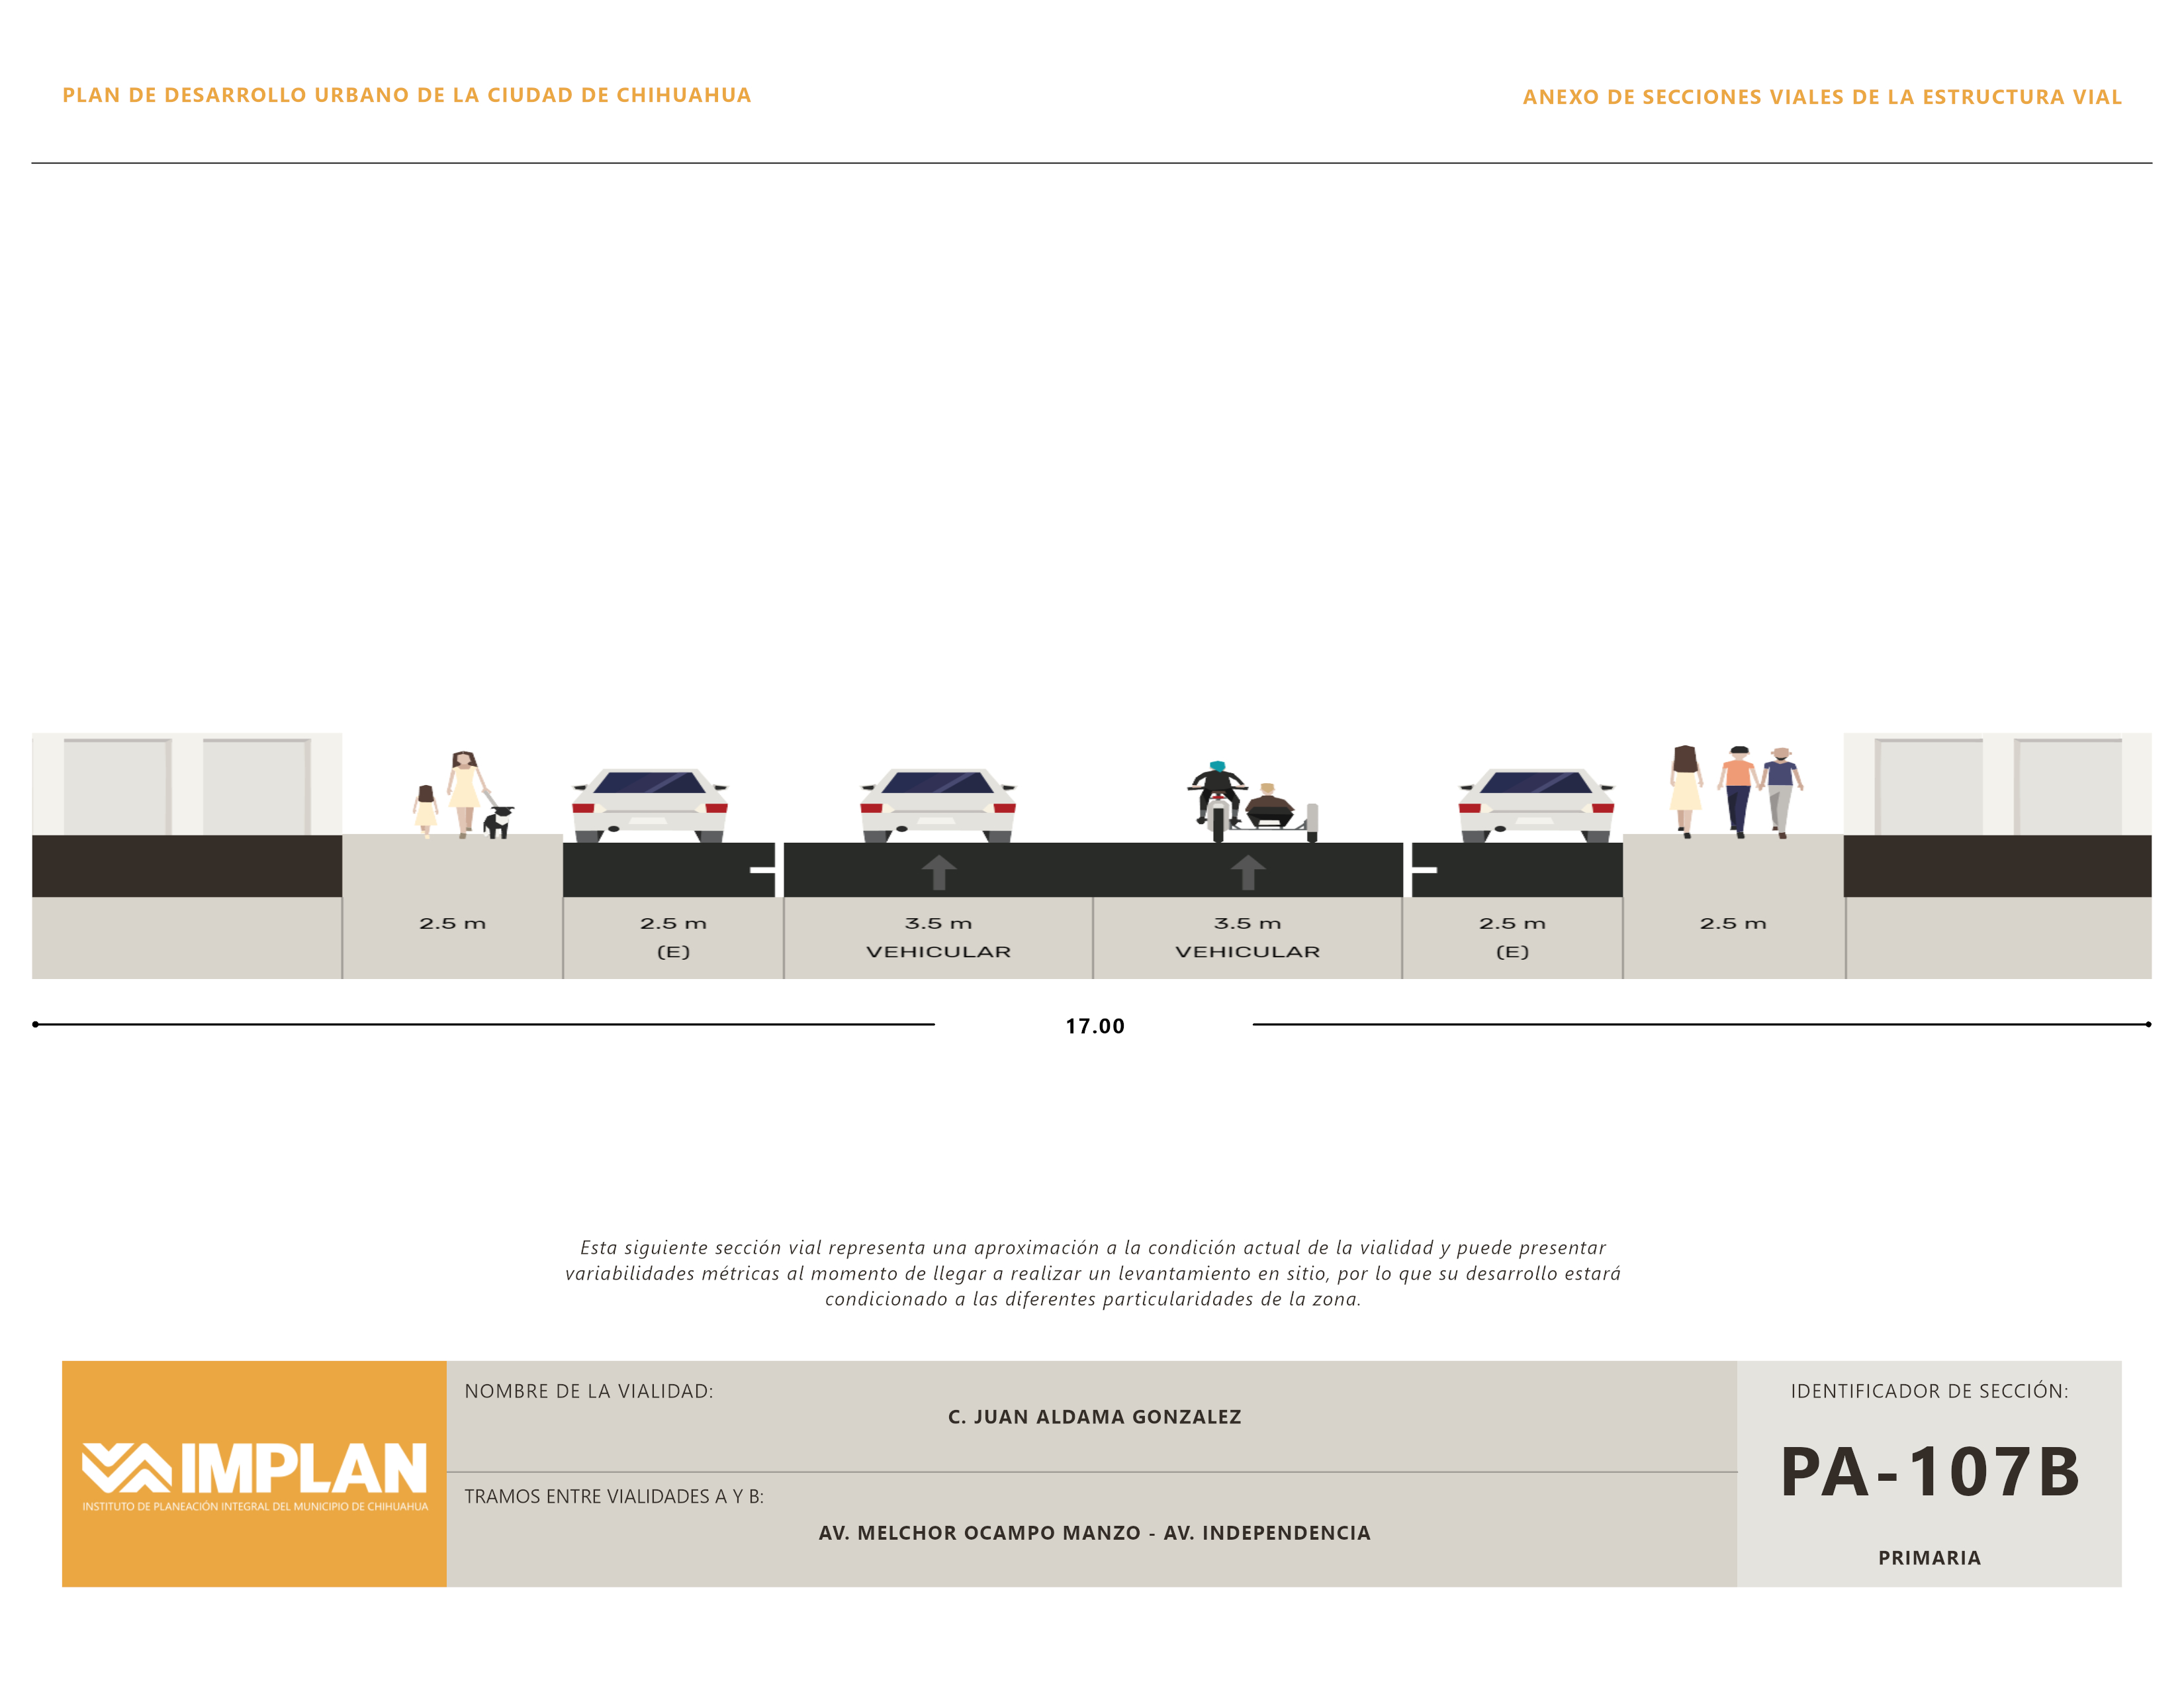 PLAN DE DESARROLLO URBANO DE LA CIUDAD DE CHIHUAHUA
ANEXO DE SECCIONES VIALES DE LA ESTRUCTURA VIAL
2.5 m
2.5 m
(E)
3.5 m
VEHICULAR
3.5 m
VEHICULAR
2.5 m
(E)
2.5 m
17.00
Esta siguiente sección vial representa una aproximación a la condición actual de la vialidad y puede presentar
variabilidades métricas al momento de llegar a realizar un levantamiento en sitio, por lo que su desarrollo estará
condicionado a las diferentes particularidades de la zona.
IMPLAN
INSTITUTO DE PLANEACIÓN INTEGRAL DEL MUNICIPIO DE CHIHUAHUA
NOMBRE DE LA VIALIDAD:
C. JUAN ALDAMA GONZALEZ
TRAMOS ENTRE VIALIDADES A Y B:
AV. MELCHOR OCAMPO MANZO - AV. INDEPENDENCIA
IDENTIFICADOR DE SECCIÓN:
PA-107B
PRIMARIA